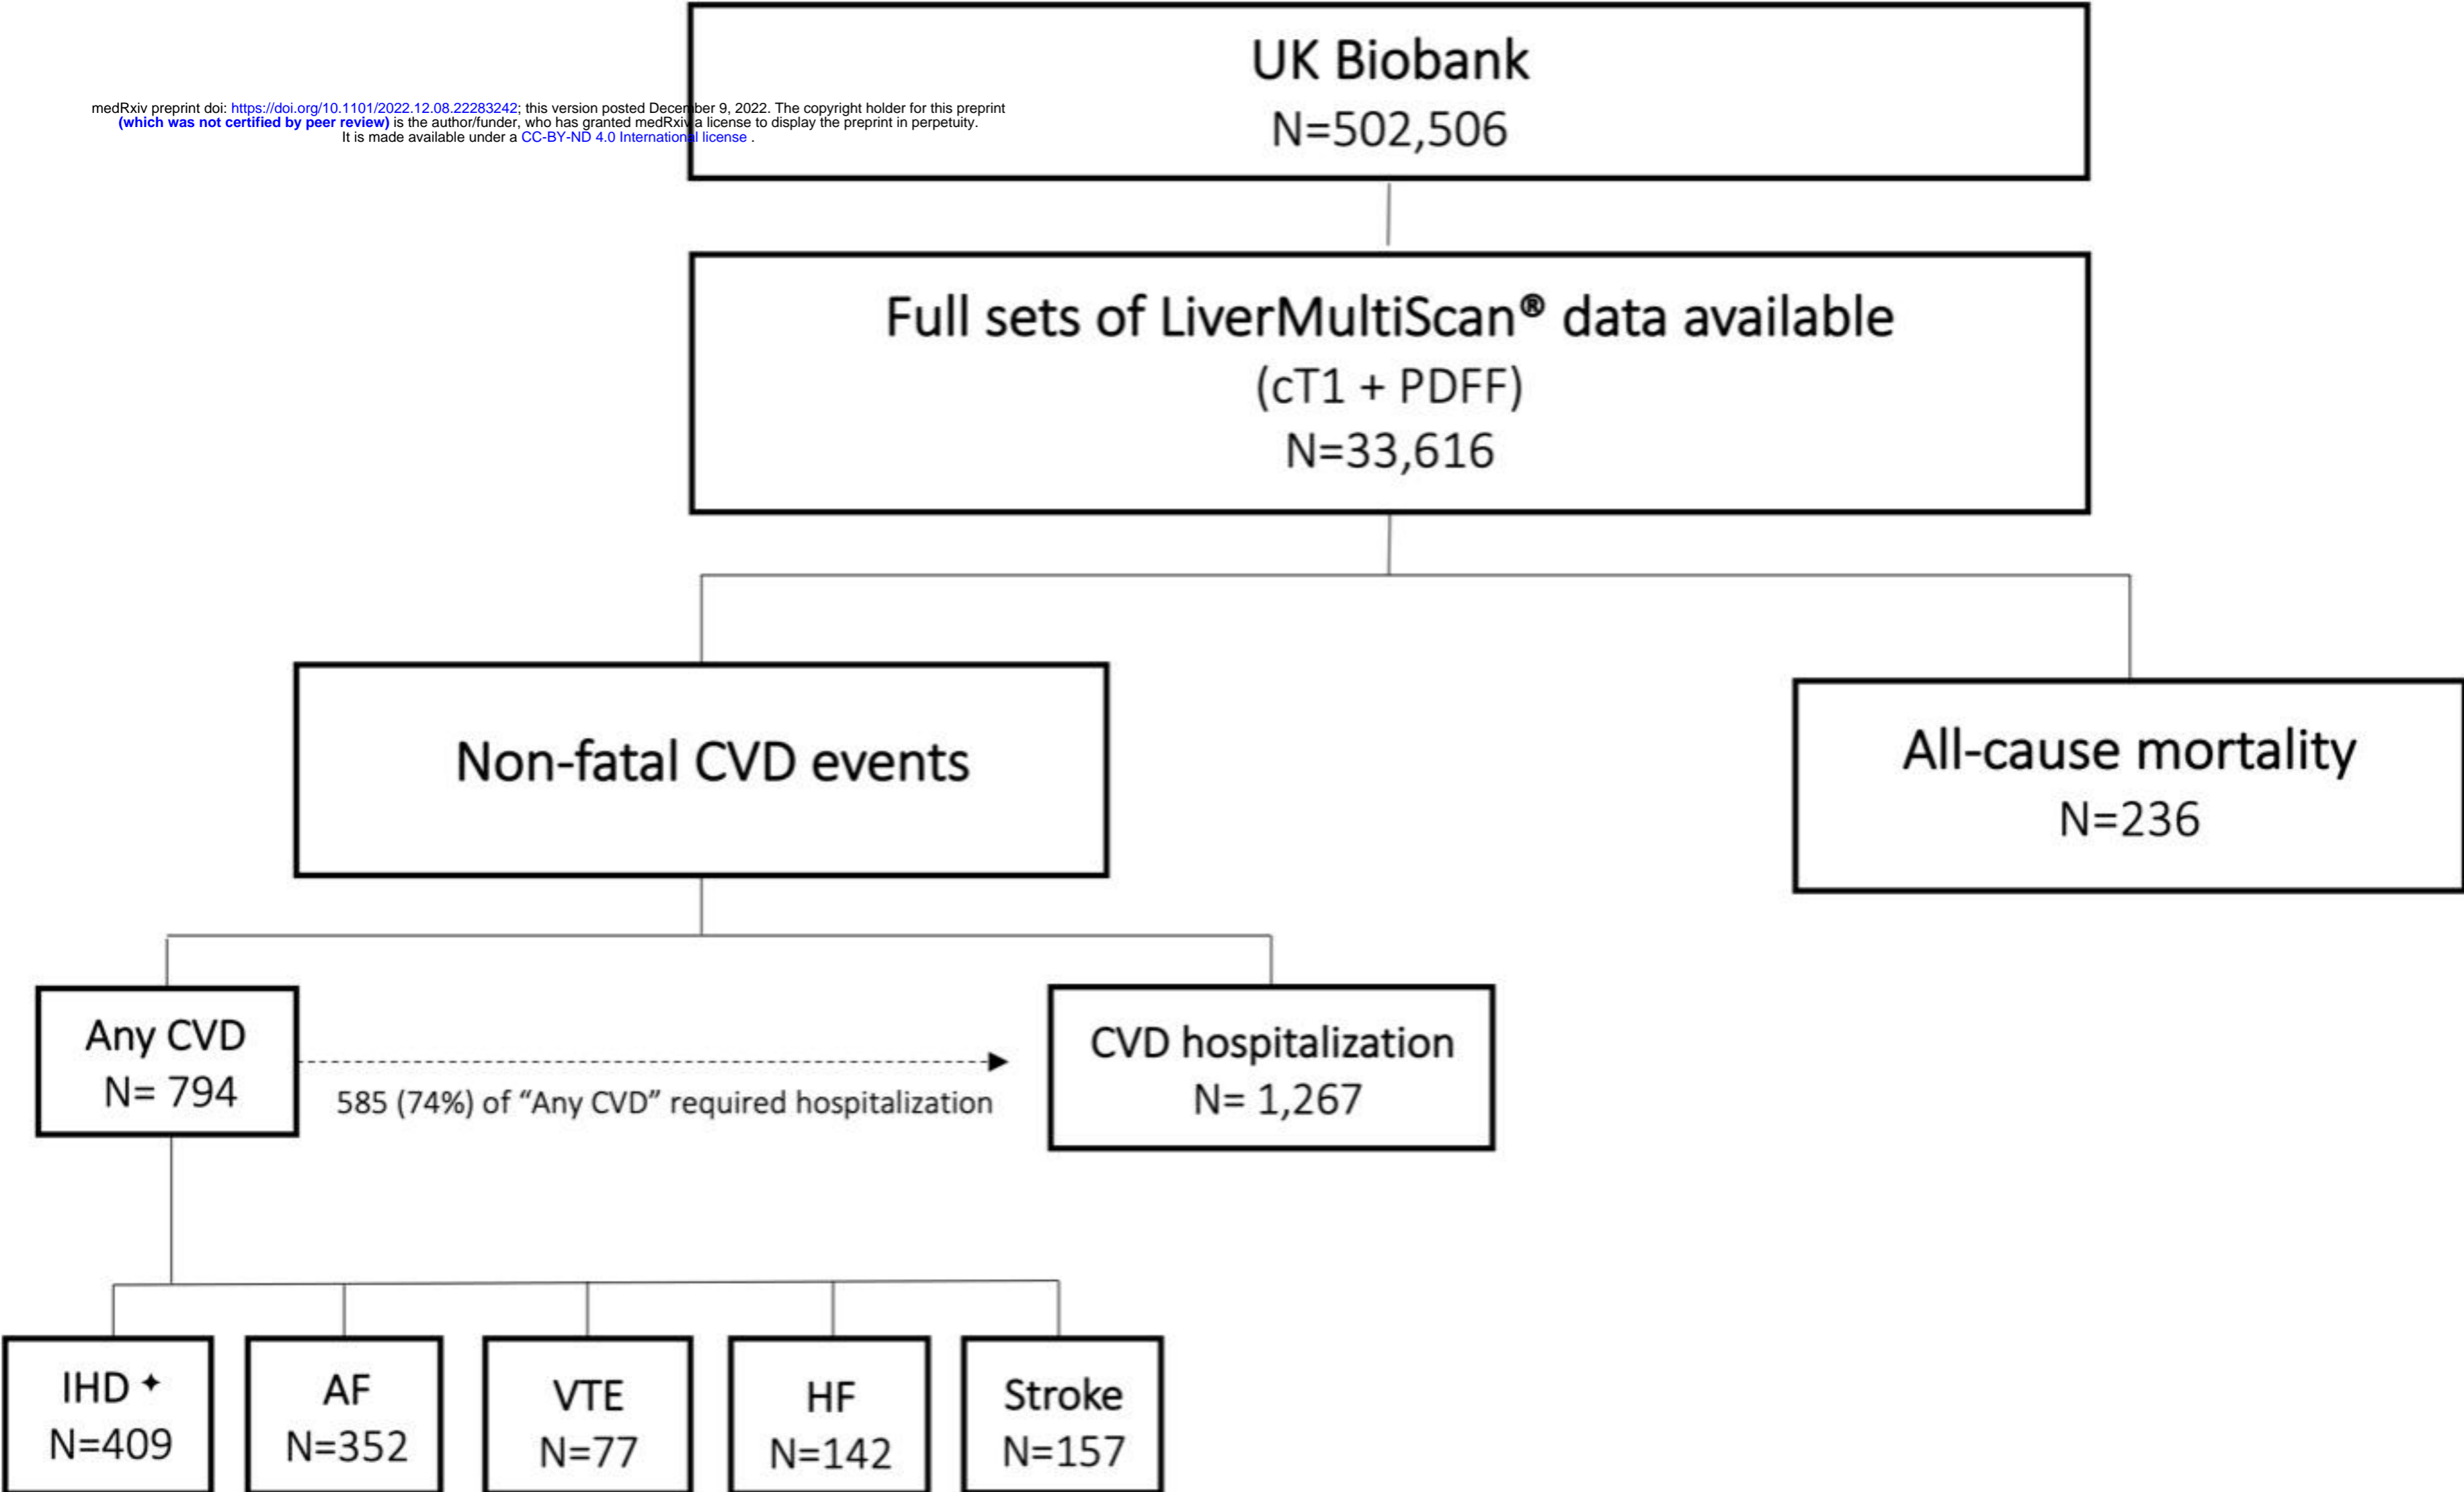 UK Biobank
N=502,506
medRxiv preprint doi: https://doi.org/10.1101/2022.12.08.22283242; this version posted December 9, 2022. The copyright holder for this preprint
(which was not certified by peer review) is the author/funder, who has granted medRxiv a license to display the preprint in perpetuity.
It is made available under a CC-BY-ND 4.0 International license .
Full sets of LiverMultiScan® data available
(cT1 + PDFF)
N=33,616
Non-fatal CVD events
All-cause mortality
N=236
Any CVD
N= 794
585 (74%) of “Any CVD” required hospitalization
CVD hospitalization
N= 1,267
IHD ✦
N=409
AF
N=352
VTE
N=77
HF
N=142
Stroke
N=157